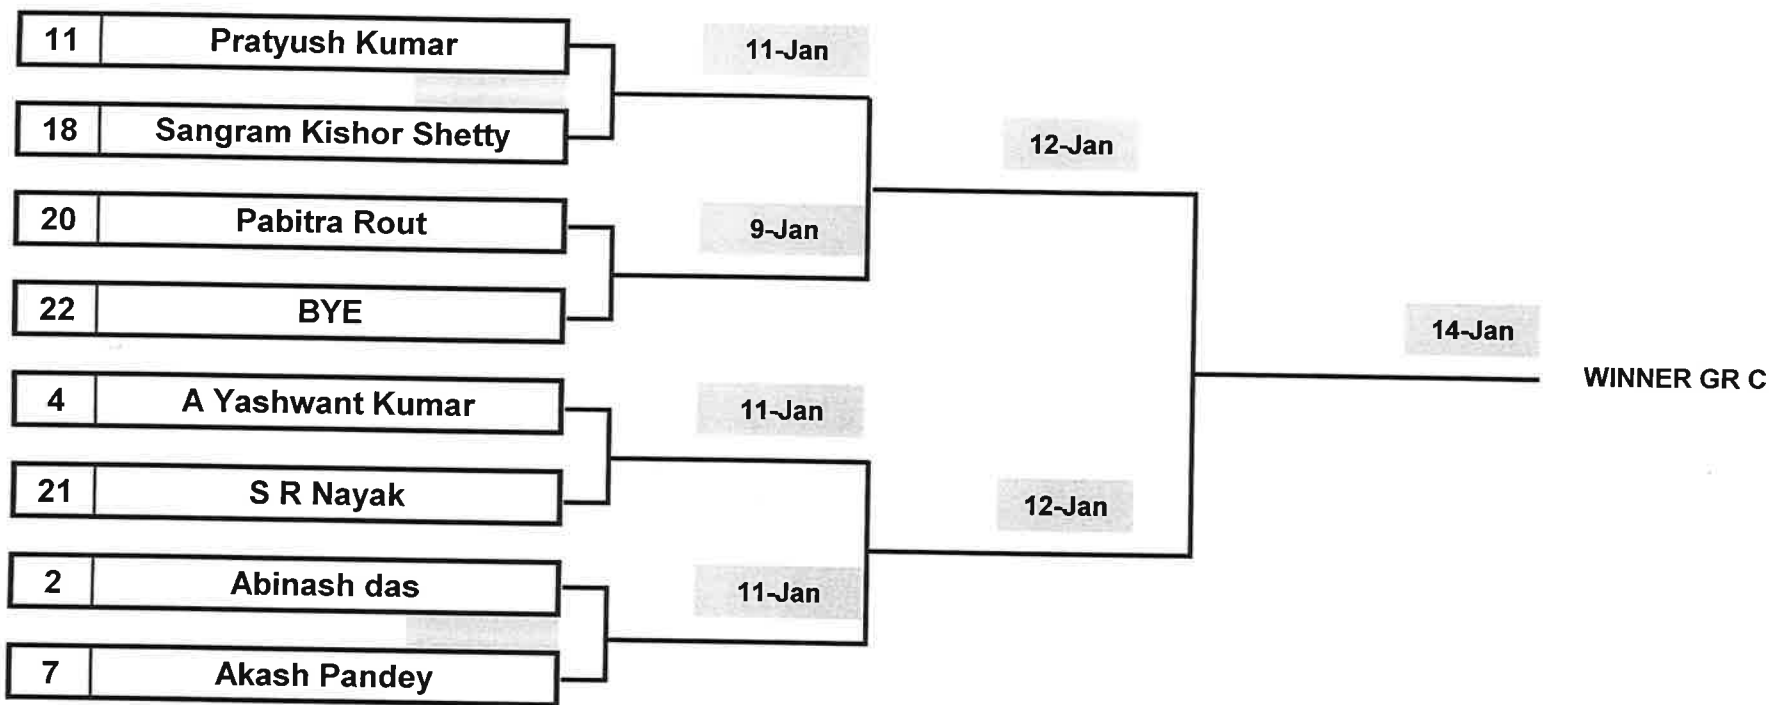 11 Pratyush Kumar
11-Jan
18 Sangram Kishor Shetty
12-Jan
20 Pabitra Rout
9-Jan
22 BYE
14-Jan
WINNER GR C
4 A Yashwant Kumar
11-Jan
21 S R Nayak
12-Jan
2 Abinash das
11-Jan
7 Akash Pandey